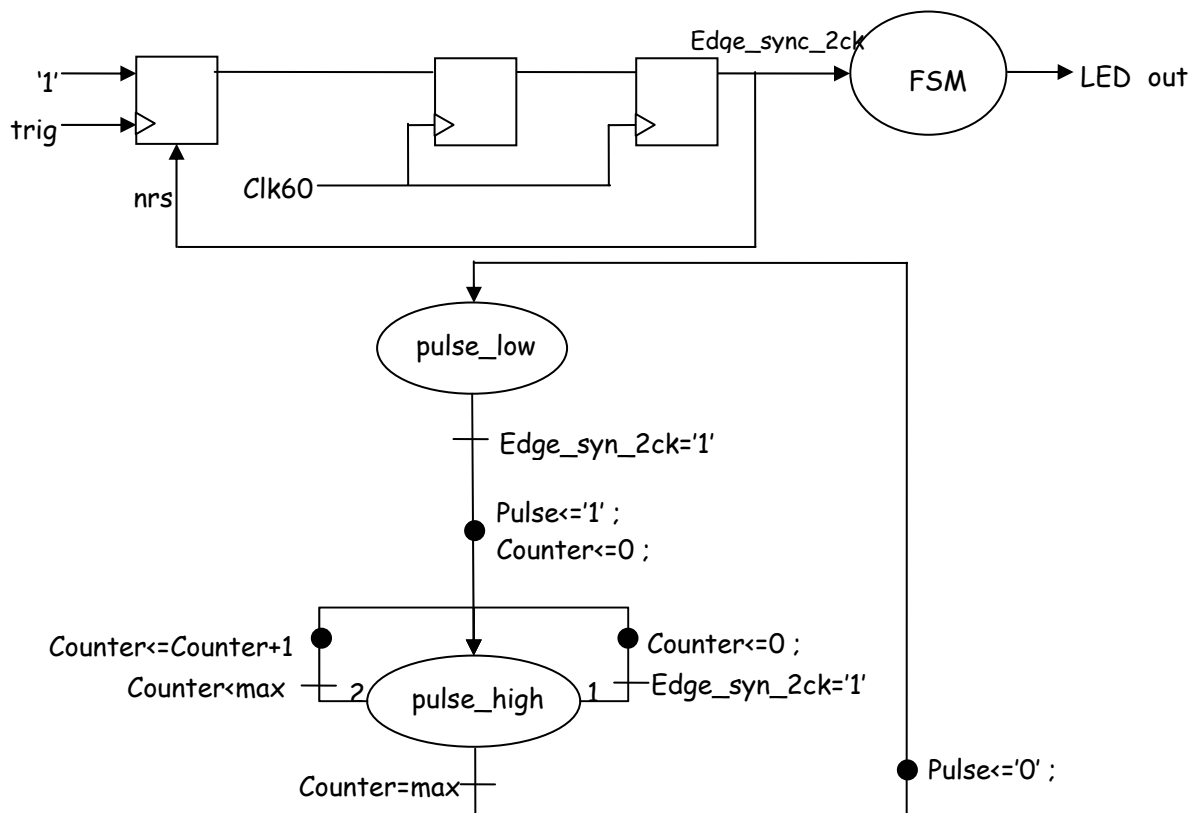 Edge_sync_2ck
'1'
FSM
LED out
trig
Clk60
nrs
pulse_low
Edge_syn_2ck='1'
Pulse<='1' ;
Counter<=0 ;
Counter<=Counter+1
Counter<=0 ;
Counter<max
2
pulse_high
1
Edge_syn_2ck='1'
Counter=max
Pulse<='0' ;